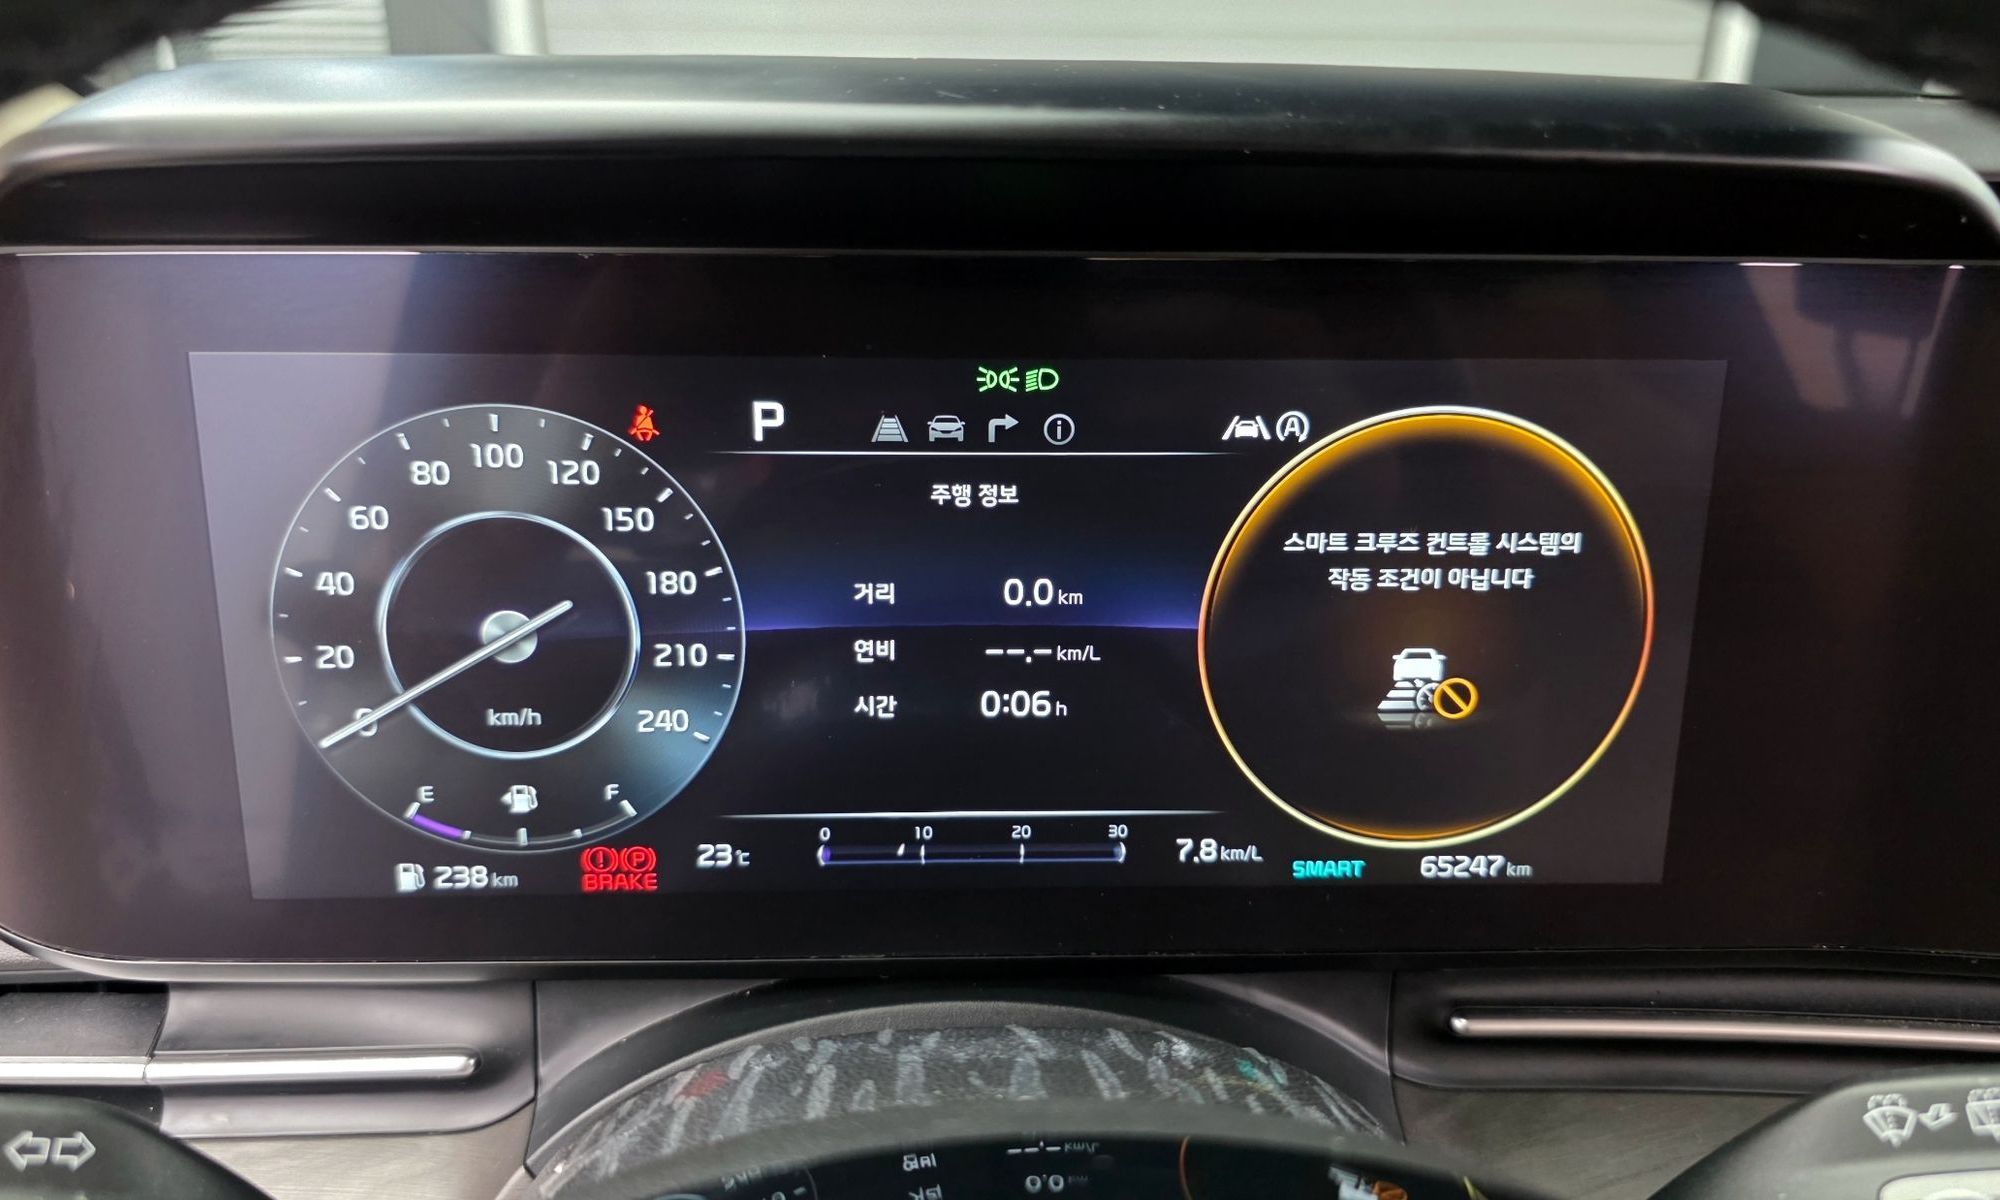 P
주행 정보
거리 0.0 km
연비 --.- km/L
시간 0:06 h
0 20 40 60 80 100 120 150 180 210 240
km/h
E F
238 km
BRAKE
23℃
0 10 20 30
7.8 km/L
스마트 크루즈 컨트롤 시스템의
작동 조건이 아닙니다
SMART
65247 km